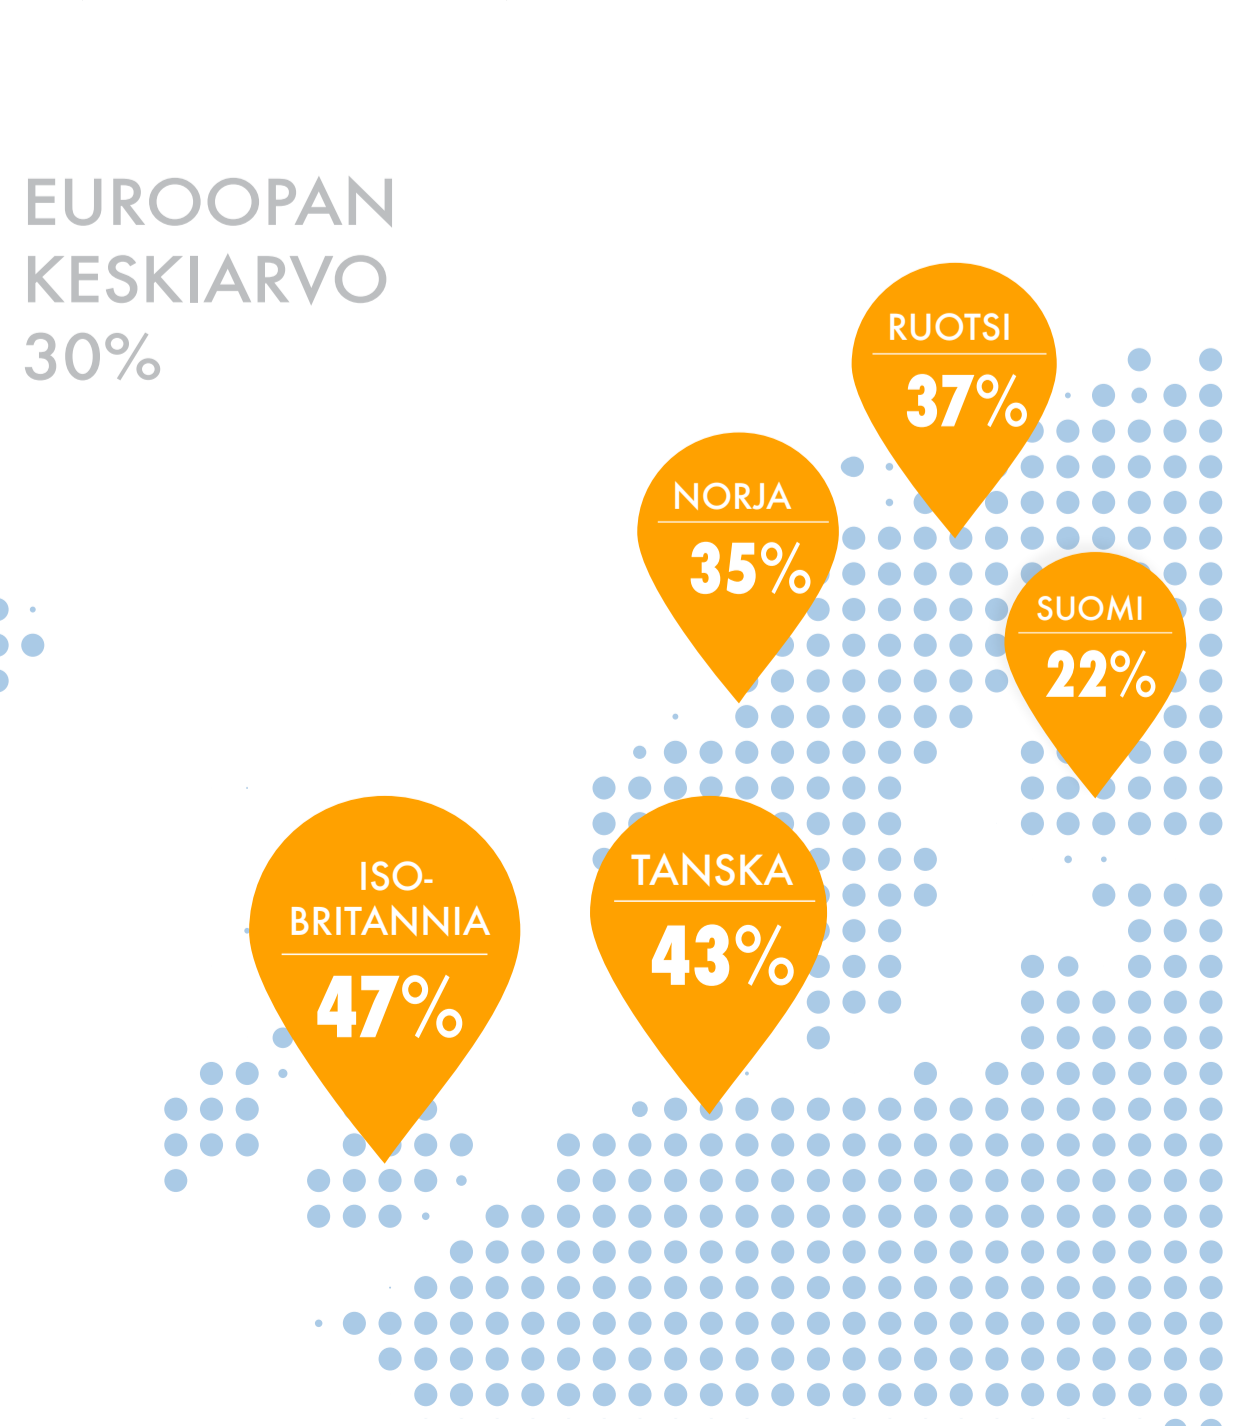 EUROOPAN
KESKIARVO
30%
RUOTSI
37%
NORJA
35%
SUOMI
22%
ISO-
BRITANNIA
47%
TANSKA
43%